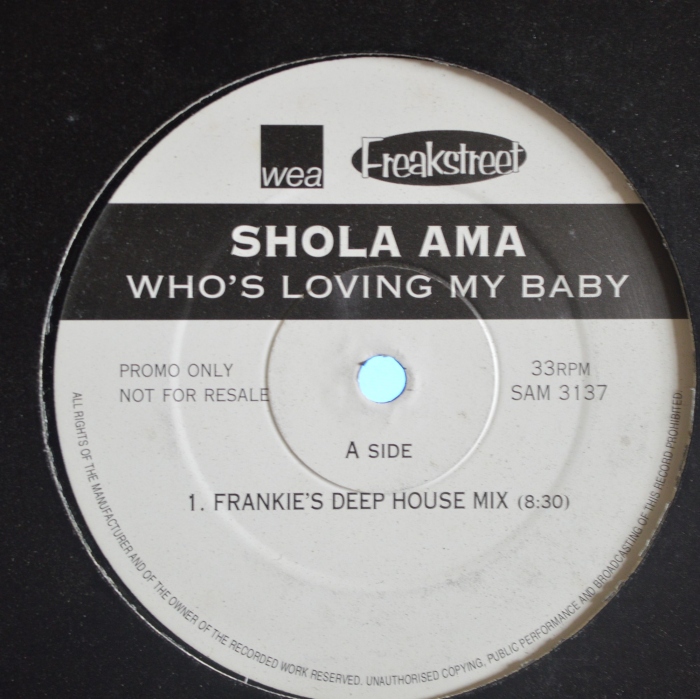 wea
Freakstreet
SHOLA AMA
WHO'S LOVING MY BABY
PROMO ONLY
NOT FOR RESALE
33RPM
SAM 3137
A SIDE
1. FRANKIE'S DEEP HOUSE MIX (8:30)
ALL RIGHTS OF THE MANUFACTURER AND OF THE OWNER OF THE RECORDED WORK RESERVED. UNAUTHORISED COPYING, PUBLIC PERFORMANCE AND BROADCASTING OF THIS RECORD PROHIBITED